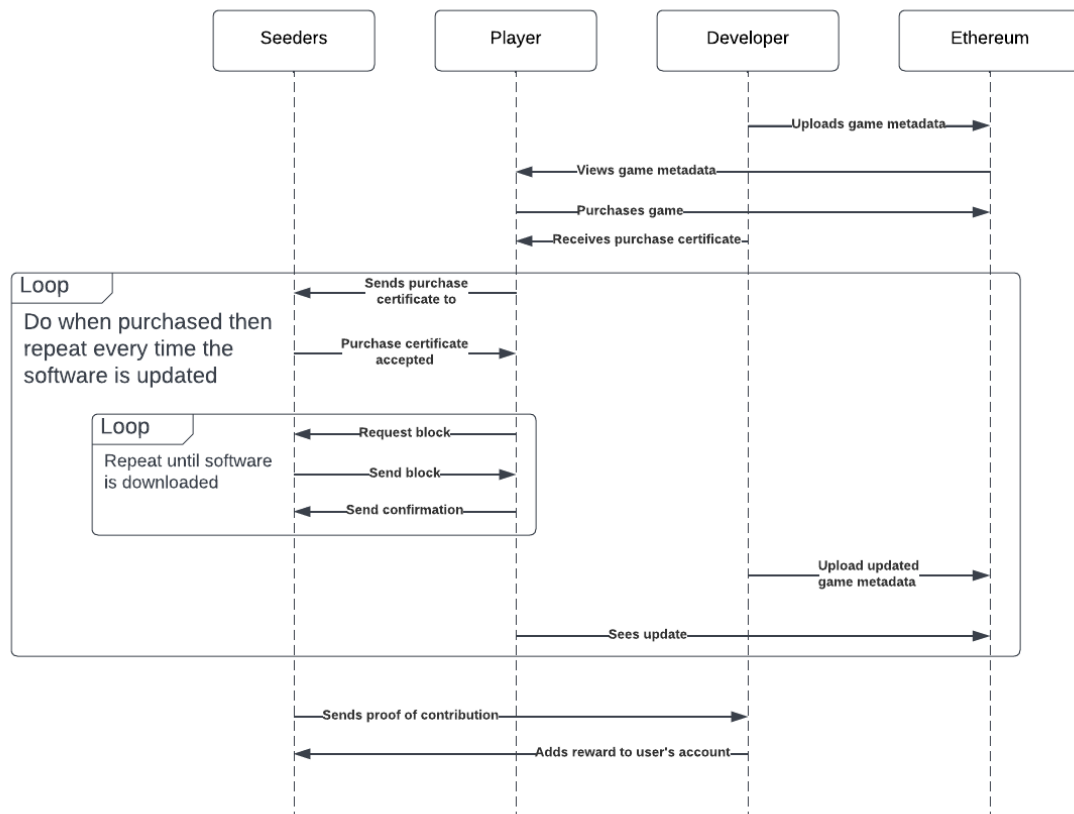 Seeders
Player
Developer
Ethereum
Uploads game metadata
Views game metadata
Purchases game
Receives purchase certificate
Loop
Do when purchased then
repeat every time the
software is updated
Sends purchase
certificate to
Purchase certificate
accepted
Loop
Repeat until software
is downloaded
Request block
Send block
Send confirmation
Upload updated
game metadata
Sees update
Sends proof of contribution
Adds reward to user's account